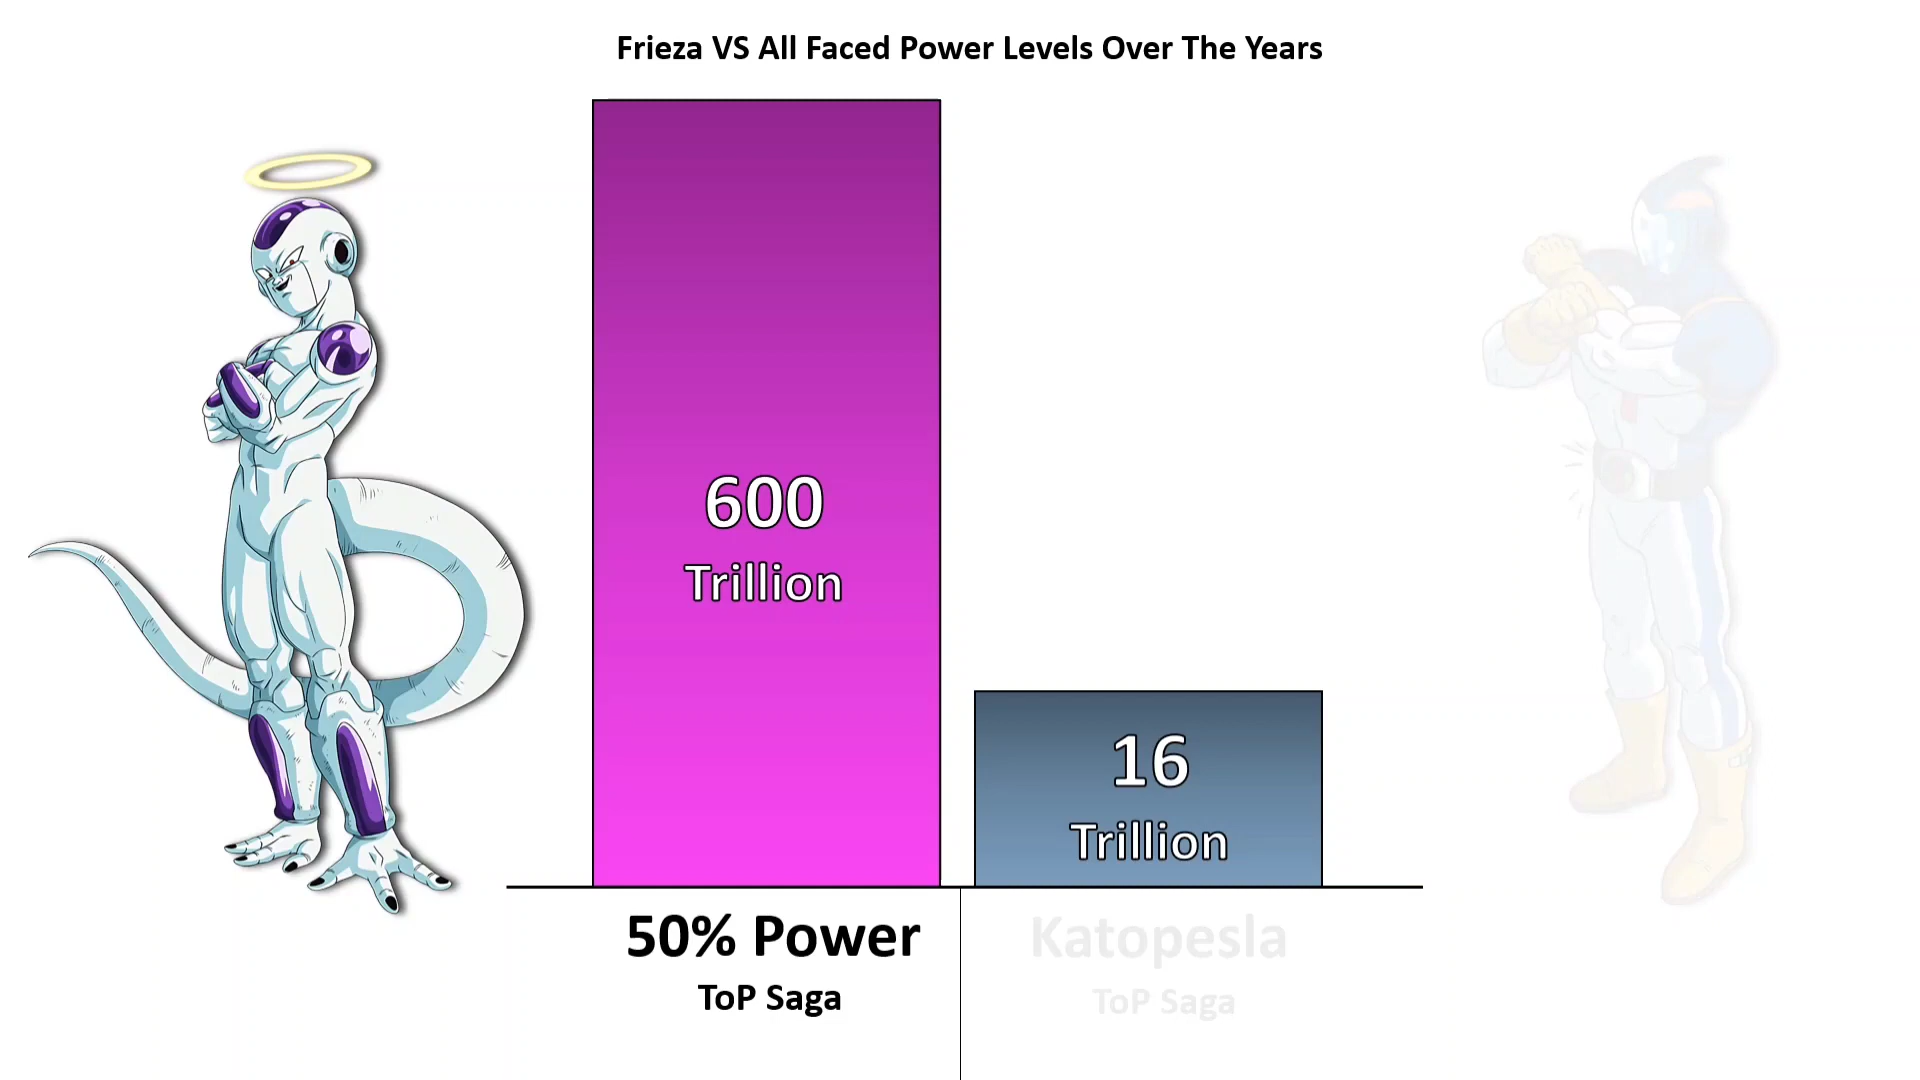 Frieza VS All Faced Power Levels Over The Years
600
Trillion
16
Trillion
50% Power
ToP Saga
Katopesla
ToP Saga